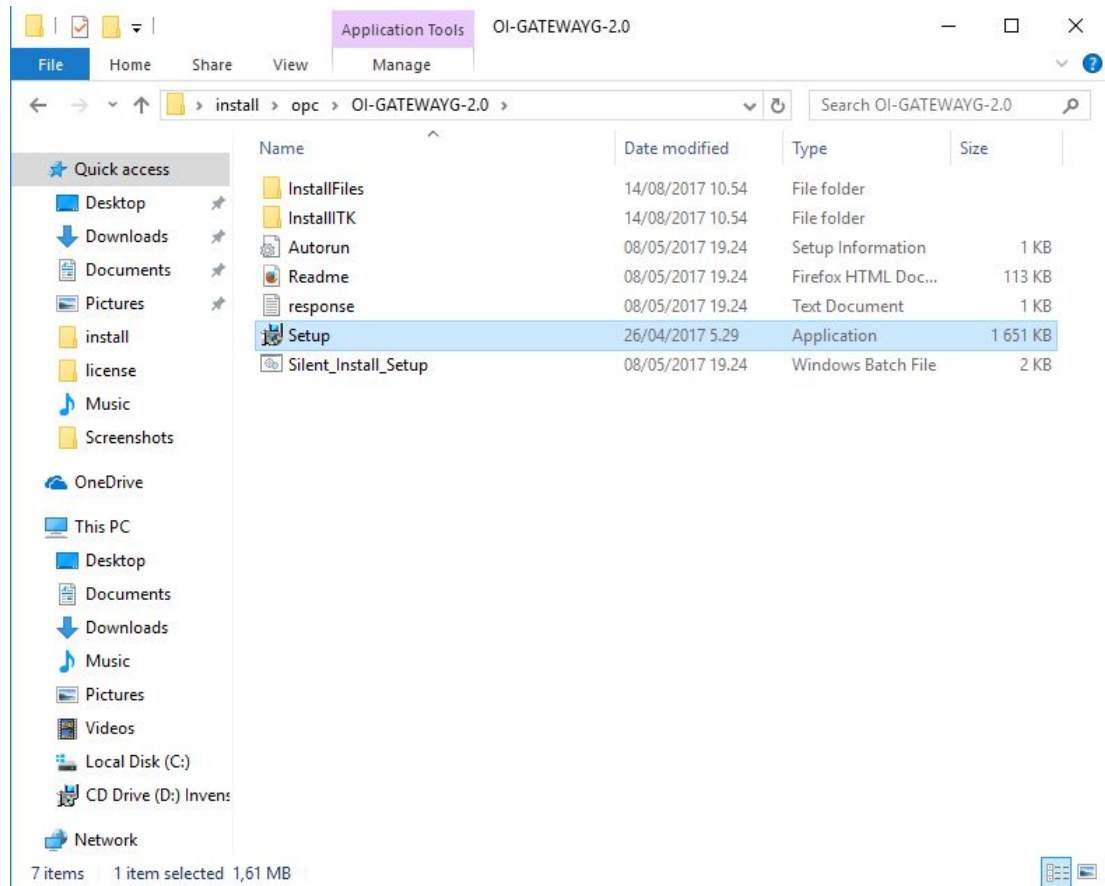 Application Tools OI-GATEWAYG-2.0
File Home Share View Manage
install › opc › OI-GATEWAYG-2.0 › Search OI-GATEWAYG-2.0
Name Date modified Type Size
Quick access
Desktop
Downloads
Documents
Pictures
install
license
Music
Screenshots
OneDrive
This PC
Desktop
Documents
Downloads
Music
Pictures
Videos
Local Disk (C:)
CD Drive (D:) Invens
Network
InstallFiles 14/08/2017 10.54 File folder
InstallITK 14/08/2017 10.54 File folder
Autorun 08/05/2017 19.24 Setup Information 1 KB
Readme 08/05/2017 19.24 Firefox HTML Doc... 113 KB
response 08/05/2017 19.24 Text Document 1 KB
Setup 26/04/2017 5.29 Application 1 651 KB
Silent_Install_Setup 08/05/2017 19.24 Windows Batch File 2 KB
7 items 1 item selected 1,61 MB